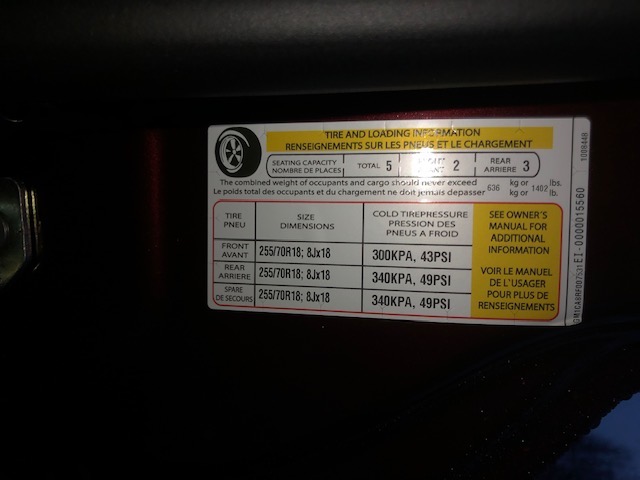 TIRE AND LOADING INFORMATION
RENSEIGNEMENTS SUR LES PNEUS ET LE CHARGEMENT
SEATING CAPACITY
NOMBRE DE PLACES
TOTAL 5
2
REAR
ARRIERE 3
The combined weight of occupants and cargo should never exceed 636 kg or 1402 lbs.
Le poids total des occupants et du chargement ne doit jamais depasser kg or lb.
TIRE
PNEU
SIZE
DIMENSIONS
COLD TIREPRESSURE
PRESSION DES
PNEUS A FROID
FRONT
AVANT
255/70R18; 8Jx18
300KPA, 43PSI
REAR
ARRIERE
255/70R18; 8Jx18
340KPA, 49PSI
SPARE
DE SECOURS
255/70R18; 8Jx18
340KPA, 49PSI
SEE OWNER'S
MANUAL FOR
ADDITIONAL
INFORMATION
VOIR LE MANUEL
DE L'USAGER
POUR PLUS DE
RENSEIGNEMENTS
EI-0000015560